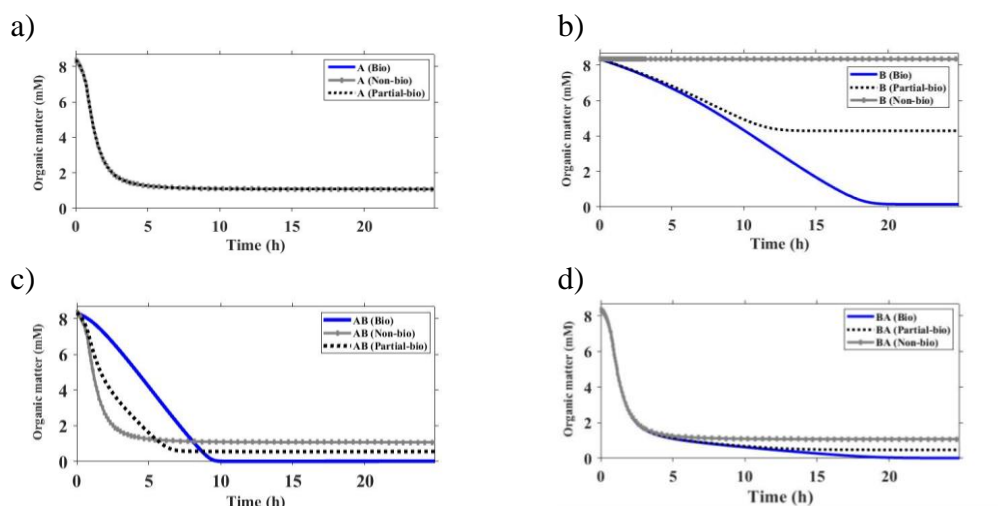 a)
Organic matter (mM)
8
6
4
2
0
A (Bio)
A (Non-bio)
A (Partial-bio)
0 5 10 15 20
Time (h)
b)
Organic matter (mM)
8
6
4
2
0
B (Bio)
B (Partial-bio)
B (Non-bio)
0 5 10 15 20
Time (h)
c)
Organic matter (mM)
8
6
4
2
0
AB (Bio)
AB (Non-bio)
AB (Partial-bio)
0 5 10 15 20
Time (h)
d)
Organic matter (mM)
8
6
4
2
0
BA (Bio)
BA (Partial-bio)
BA (Non-bio)
0 5 10 15 20
Time (h)